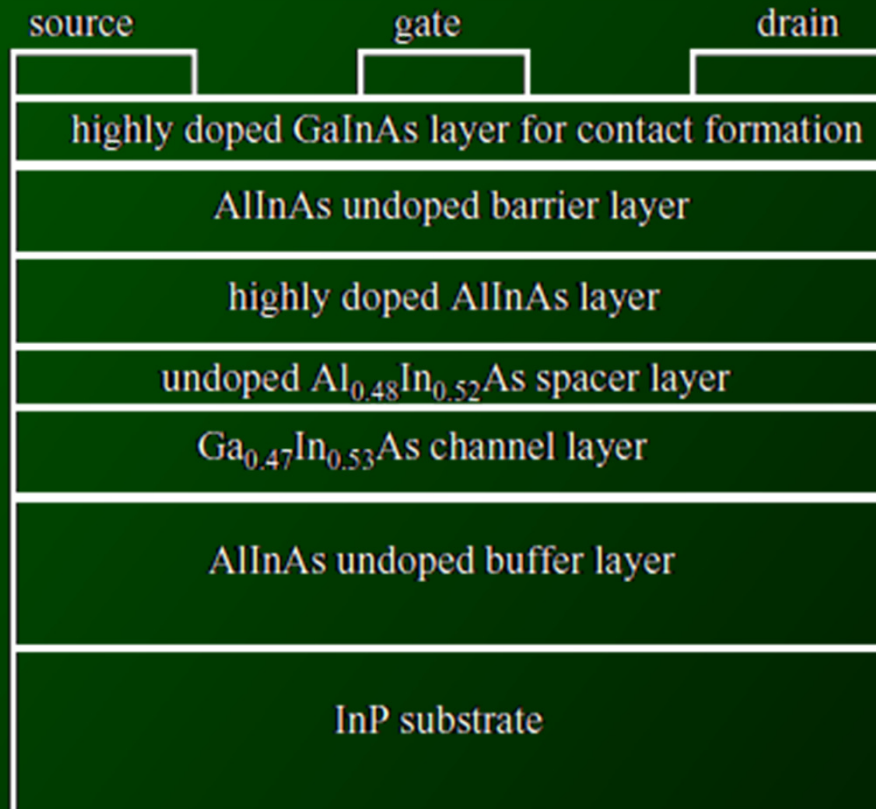 source gate drain
highly doped GaInAs layer for contact formation
AlInAs undoped barrier layer
highly doped AlInAs layer
undoped Al₀.₄₈In₀.₅₂As spacer layer
Ga₀.₄₇In₀.₅₃As channel layer
AlInAs undoped buffer layer
InP substrate